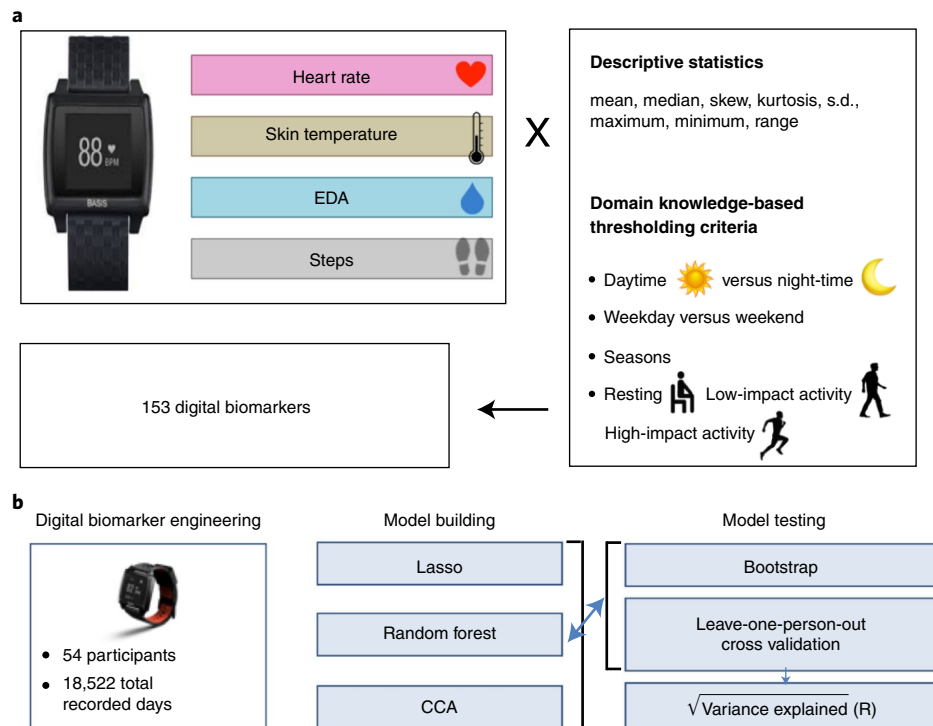 a
88
BPM
BASIS
Heart rate
Skin temperature
EDA
Steps
X
Descriptive statistics
mean, median, skew, kurtosis, s.d.,
maximum, minimum, range
Domain knowledge-based
thresholding criteria
• Daytime versus night-time
• Weekday versus weekend
• Seasons
• Resting Low-impact activity
High-impact activity
153 digital biomarkers
b
Digital biomarker engineering
• 54 participants
• 18,522 total
recorded days
Model building
Lasso
Random forest
CCA
Model testing
Bootstrap
Leave-one-person-out
cross validation
√Variance explained (R)